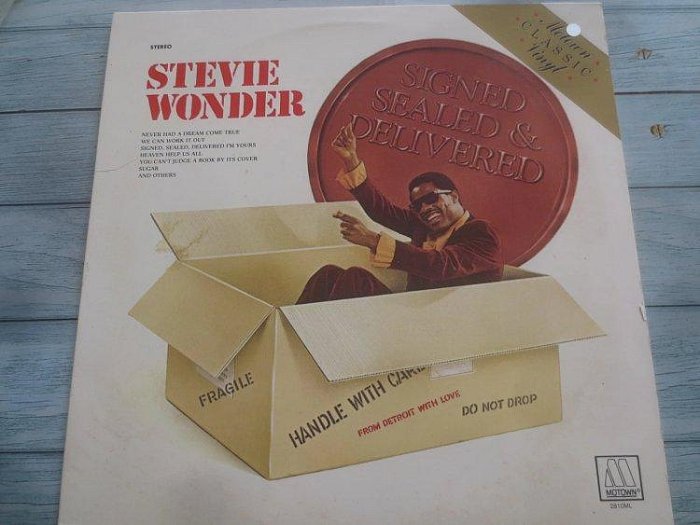 STEREO
STEVIE
WONDER
NEVER HAD A DREAM COME TRUE
WE CAN WORK IT OUT
SIGNED, SEALED, DELIVERED I'M YOURS
HEAVEN HELP US ALL
YOU CAN'T JUDGE A BOOK BY ITS COVER
SUGAR
AND OTHERS
Motown
CLASSIC
Vinyl
SIGNED
SEALED &
DELIVERED
FRAGILE
HANDLE WITH CARE
FROM DETROIT WITH LOVE
DO NOT DROP
M
MOTOWN
2810ML